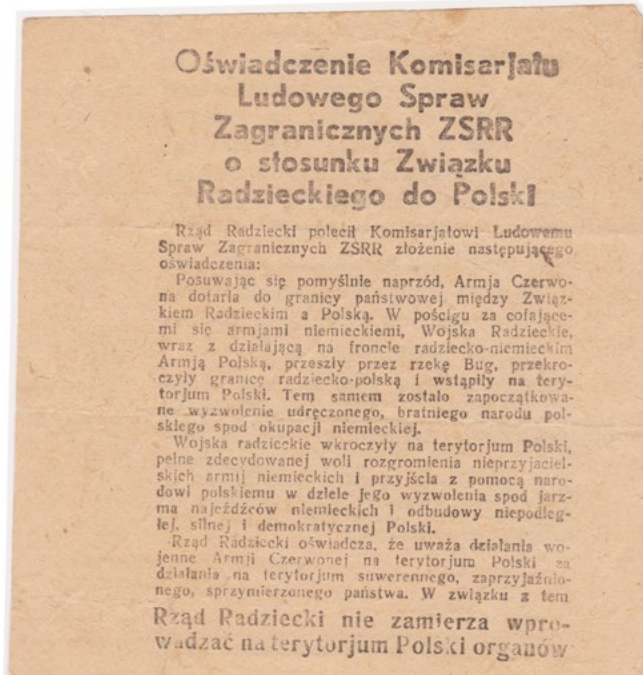 Oświadczenie Komisarjatu
Ludowego Spraw
Zagranicznych ZSRR
o stosunku Związku
Radzieckiego do Polski
Rząd Radziecki polecił Komisarjatowi Ludowemu
Spraw Zagranicznych ZSRR złożenie następującego
oświadczenia:
Posuwając się pomyślnie naprzód, Armja Czerwo-
na dotarła do granicy państwowej między Związ-
kiem Radzieckim a Polską. W pościgu za cofające-
mi się armjami niemieckiemi, Wojska Radzieckie,
wraz z działającą na froncie radziecko-niemieckim
Armją Polską, przeszły przez rzekę Bug, przekro-
czyły granicę radziecko-polską i wstąpiły na tery-
torjum Polski. Tem samem zostało zapoczątkowa-
ne wyzwolenie udręczonego, bratniego narodu pol-
skiego spod okupacji niemieckiej.
Wojska radzieckie wkroczyły na terytorjum Polski,
pełne zdecydowanej woli rozgromienia nieprzyjaciel-
skich armij niemieckich i przyjścia z pomocą naro-
dowi polskiemu w dziele jego wyzwolenia spod jarz-
ma najeźdźców niemieckich i odbudowy niepodleg-
łej, silnej i demokratycznej Polski.
Rząd Radziecki oświadcza, że uważa działania wo-
jenne Armji Czerwonej na terytorjum Polski za
działania na terytorjum suwerennego, zaprzyjaźnio-
nego, sprzymierzonego państwa. W związku z tem
Rząd Radziecki nie zamierza wpro-
wadzać na terytorjum Polski organów